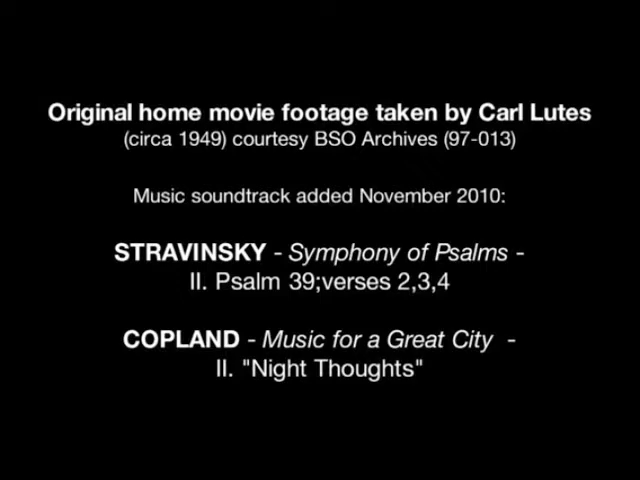 Original home movie footage taken by Carl Lutes
(circa 1949) courtesy BSO Archives (97-013)
Music soundtrack added November 2010:
STRAVINSKY - Symphony of Psalms -
II. Psalm 39;verses 2,3,4
COPLAND - Music for a Great City -
II. "Night Thoughts"